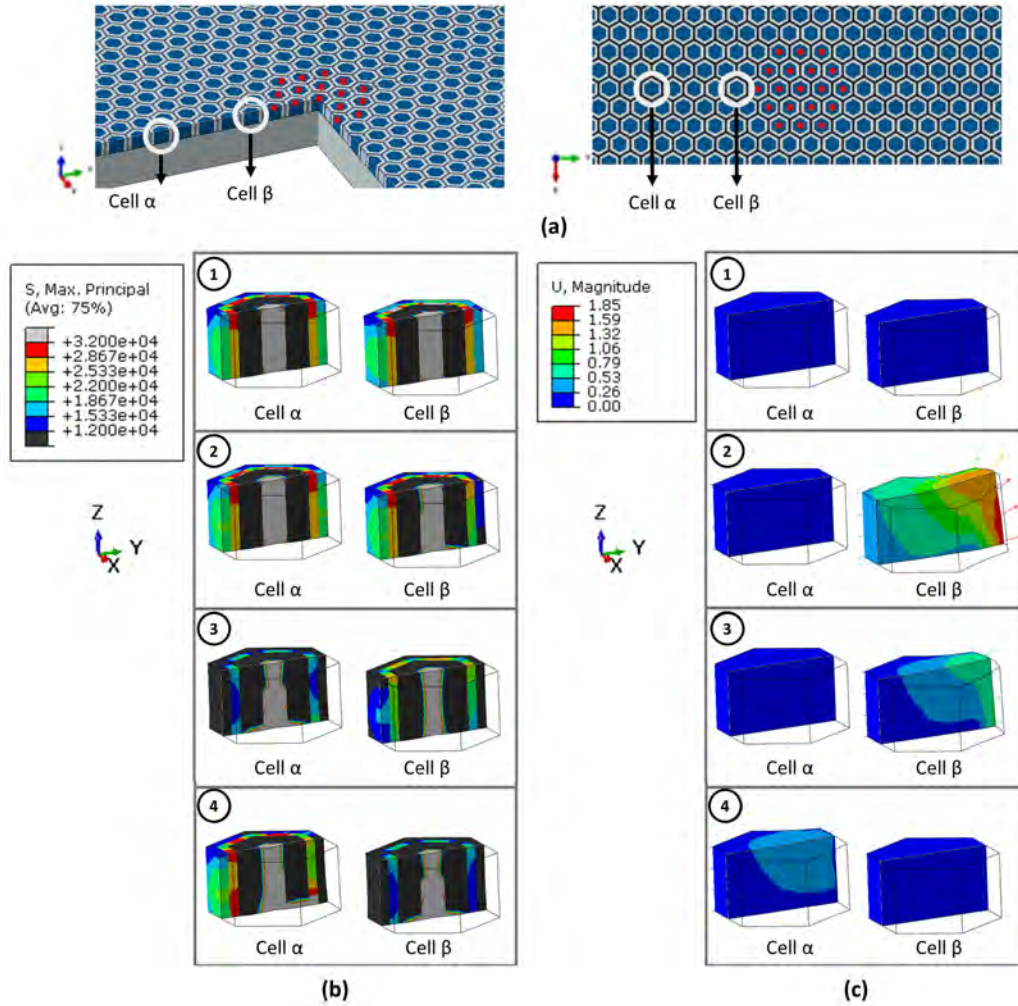 Cell α
Cell β
Cell α
Cell β
(a)
S, Max. Principal
(Avg: 75%)
+3.200e+04
+2.867e+04
+2.533e+04
+2.200e+04
+1.867e+04
+1.533e+04
+1.200e+04
Z
Y
X
1
Cell α
Cell β
2
Cell α
Cell β
3
Cell α
Cell β
4
Cell α
Cell β
(b)
U, Magnitude
1.85
1.59
1.32
1.06
0.79
0.53
0.26
0.00
Z
Y
X
1
Cell α
Cell β
2
Cell α
Cell β
3
Cell α
Cell β
4
Cell α
Cell β
(c)